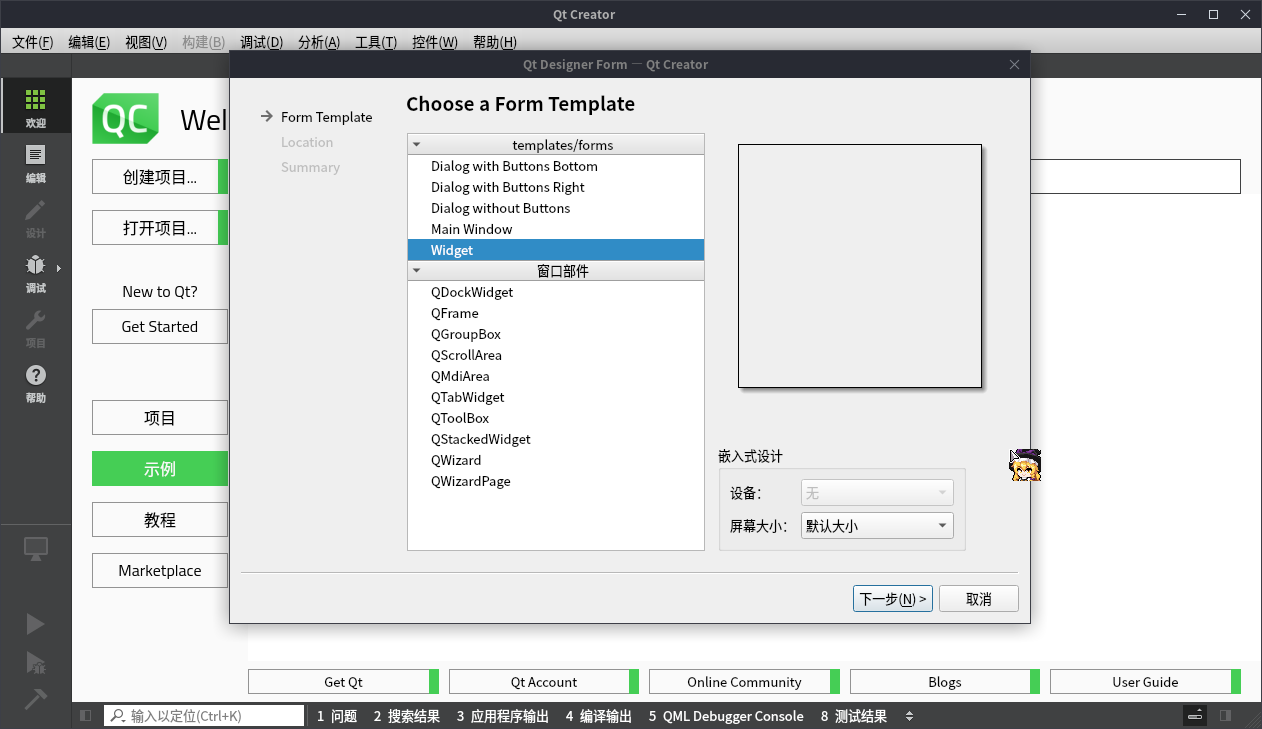 Qt Creator
文件(F) 编辑(E) 视图(V) 构建(B) 调试(D) 分析(A) 工具(T) 控件(W) 帮助(H)
Qt Designer Form — Qt Creator
欢迎
编辑
设计
调试
项目
帮助
QC Wel
创建项目...
打开项目...
New to Qt?
Get Started
项目
示例
教程
Marketplace
Form Template
Location
Summary
Choose a Form Template
templates/forms
Dialog with Buttons Bottom
Dialog with Buttons Right
Dialog without Buttons
Main Window
Widget
窗口部件
QDockWidget
QFrame
QGroupBox
QScrollArea
QMdiArea
QTabWidget
QToolBox
QStackedWidget
QWizard
QWizardPage
嵌入式设计
设备： 无
屏幕大小： 默认大小
下一步(N) > 取消
Get Qt Qt Account Online Community Blogs User Guide
输入以定位(Ctrl+K) 1 问题 2 搜索结果 3 应用程序输出 4 编译输出 5 QML Debugger Console 8 测试结果